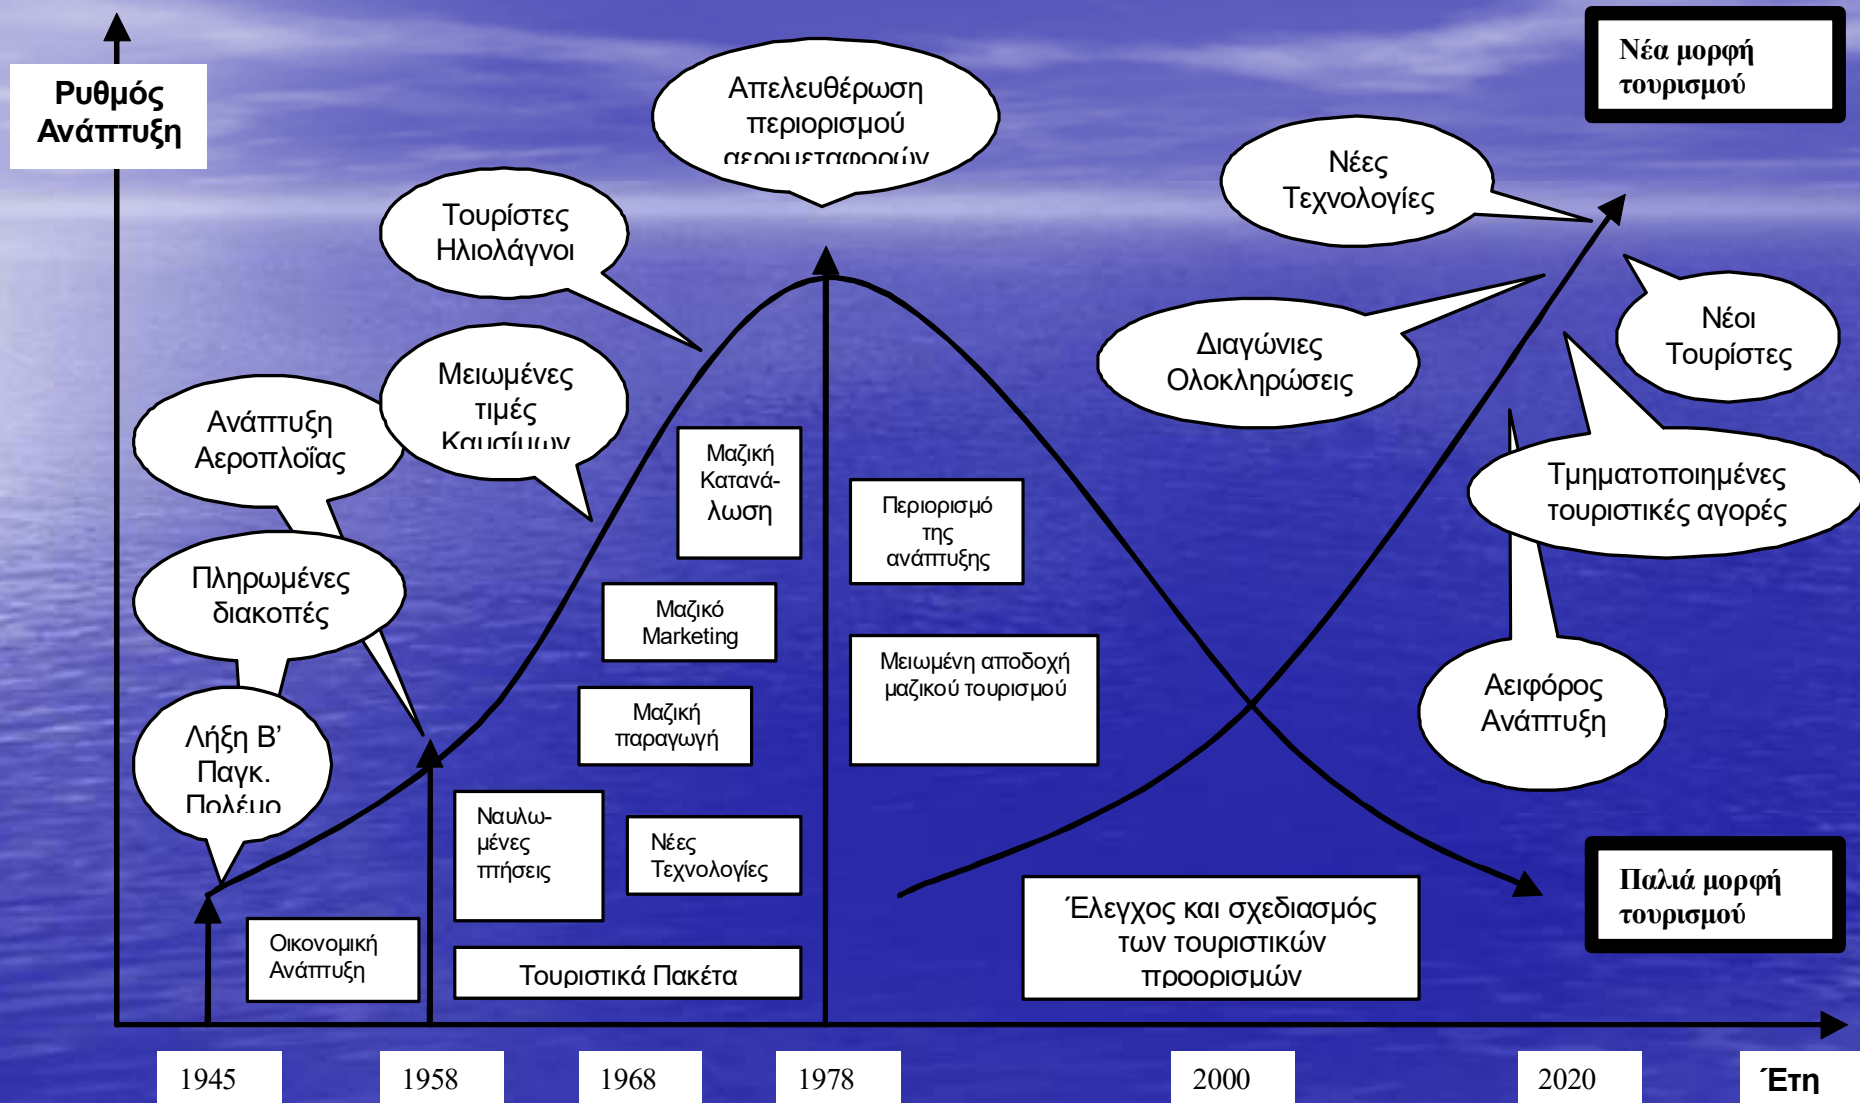 Ρυθμός
Ανάπτυξη
Νέα μορφή
τουρισμού
Απελευθέρωση
περιορισμού
αερομεταφορών
Νέες
Τεχνολογίες
Τουρίστες
Ηλιολάγνοι
Νέοι
Τουρίστες
Διαγώνιες
Ολοκληρώσεις
Μειωμένες
τιμές
Καυσίμων
Ανάπτυξη
Αεροπλοΐας
Μαζική
Κατανά-
λωση
Τμηματοποιημένες
τουριστικές αγορές
Περιορισμό
της
ανάπτυξης
Πληρωμένες
διακοπές
Μαζικό
Marketing
Μειωμένη αποδοχή
μαζικού τουρισμού
Αειφόρος
Ανάπτυξη
Μαζική
παραγωγή
Λήξη Β’
Παγκ.
Πολέμο
Ναυλω-
μένες
πτήσεις
Νέες
Τεχνολογίες
Παλιά μορφή
τουρισμού
Έλεγχος και σχεδιασμός
των τουριστικών
προορισμών
Οικονομική
Ανάπτυξη
Τουριστικά Πακέτα
1945
1958
1968
1978
2000
2020
Έτη